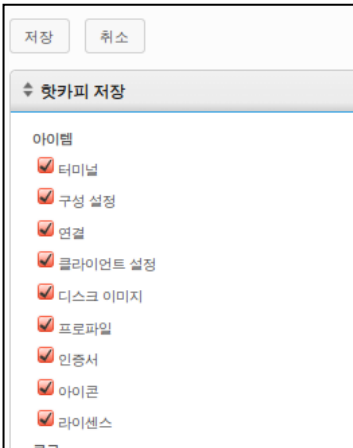 저장 취소
핫카피 저장
아이템
터미널
구성 설정
연결
클라이언트 설정
디스크 이미지
프로파일
인증서
아이콘
라이센스